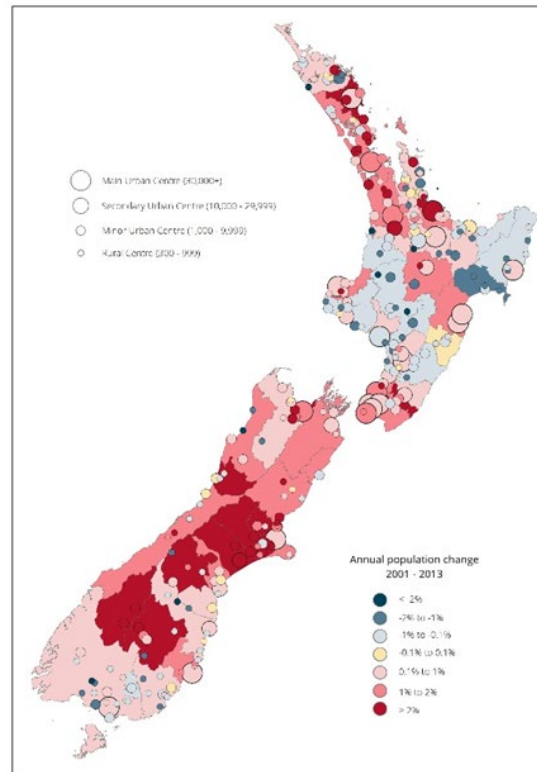 Main Urban Centre (30,000+)
Secondary Urban Centre (10,000 - 29,999)
Minor Urban Centre (1,000 - 9,999)
Rural Centre (300 - 999)
Annual population change
2001 - 2013
< -2%
-2% to -1%
-1% to -0.1%
-0.1% to 0.1%
0.1% to 1%
1% to 2%
> 2%